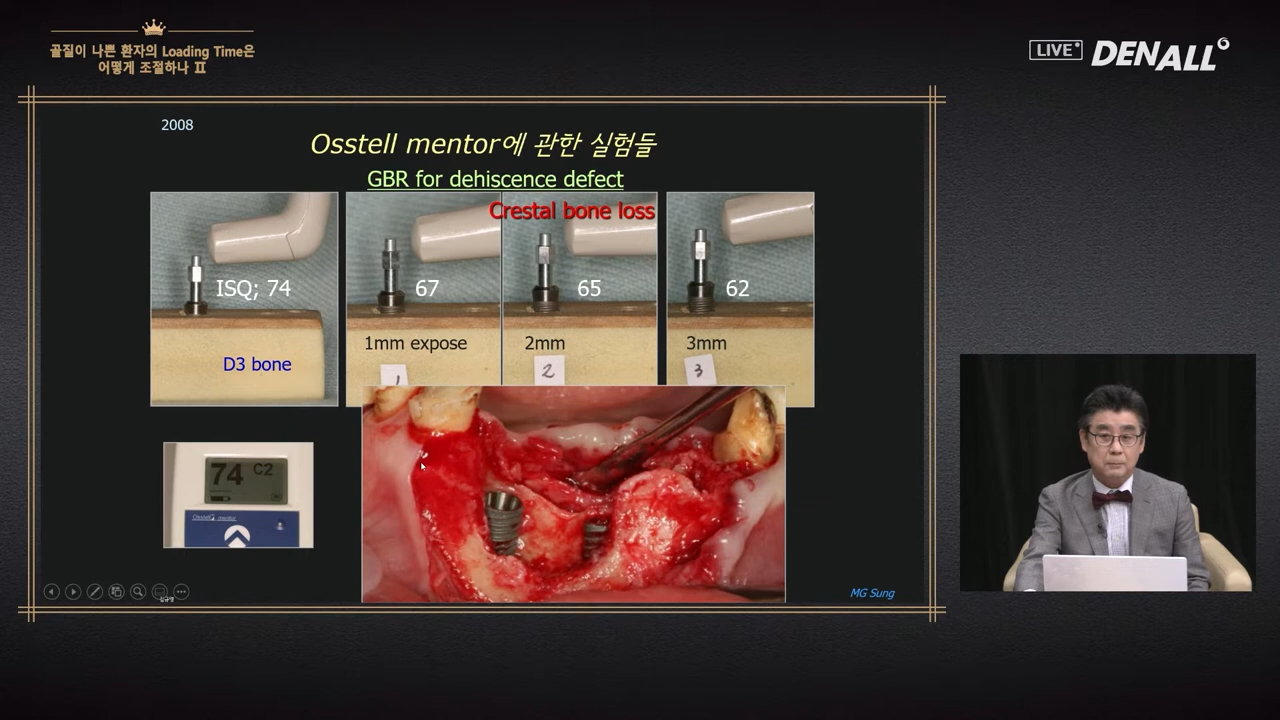 골질이 나쁜 환자의 Loading Time은
어떻게 조절하나 Ⅱ
LIVE
DENALL
2008
Osstell mentor에 관한 실험들
GBR for dehiscence defect
Crestal bone loss
ISQ; 74
67
65
62
1mm expose
2mm
3mm
D3 bone
1
2
3
74 C2
Osstell mentor
MG Sung